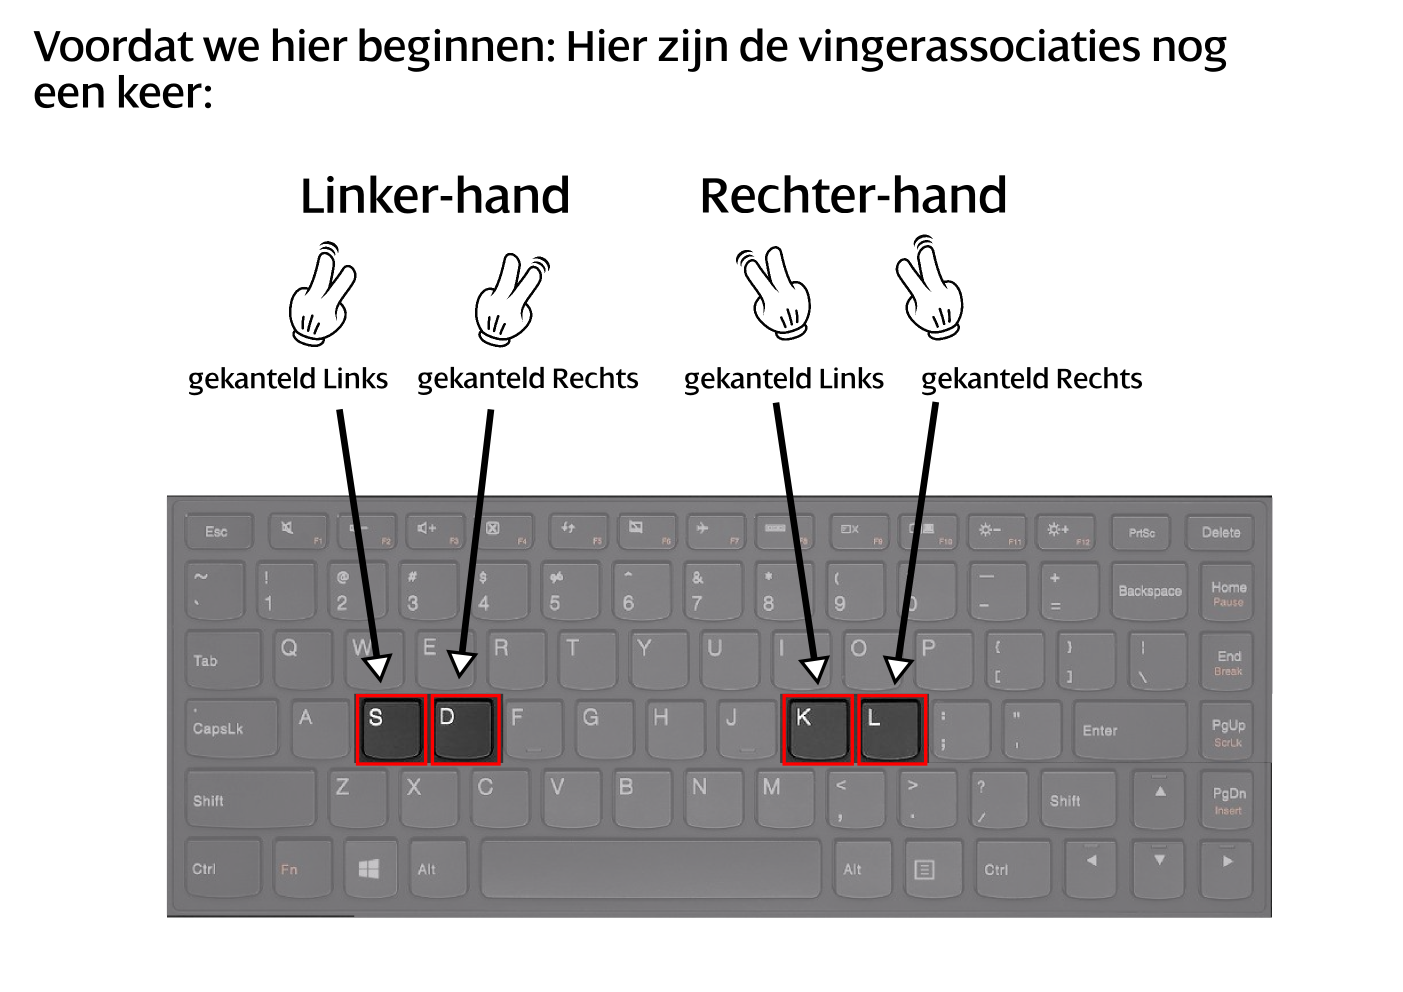 Voordat we hier beginnen: Hier zijn de vingerassociaties nog
een keer:
Linker-hand Rechter-hand
gekanteld Links gekanteld Rechts gekanteld Links gekanteld Rechts
Esc F1 F2 + F3 F4 F5 F6 F7 F8 F9 F10 - F11 + F12 PrtSc Delete
~ ! @ # $ % ^ & * ( — + Backspace Home
` 1 2 3 4 5 6 7 8 9 0 - = Pause
Tab Q W E R T Y U I O P { [ } ] | \ End
Break
CapsLk A S D F G H J K L : ; " ' Enter PgUp
ScrLk
Shift Z X C V B N M < , > . ? / Shift ▲ PgDn
Insert
Ctrl Fn Alt Alt Ctrl ◄ ▼ ►